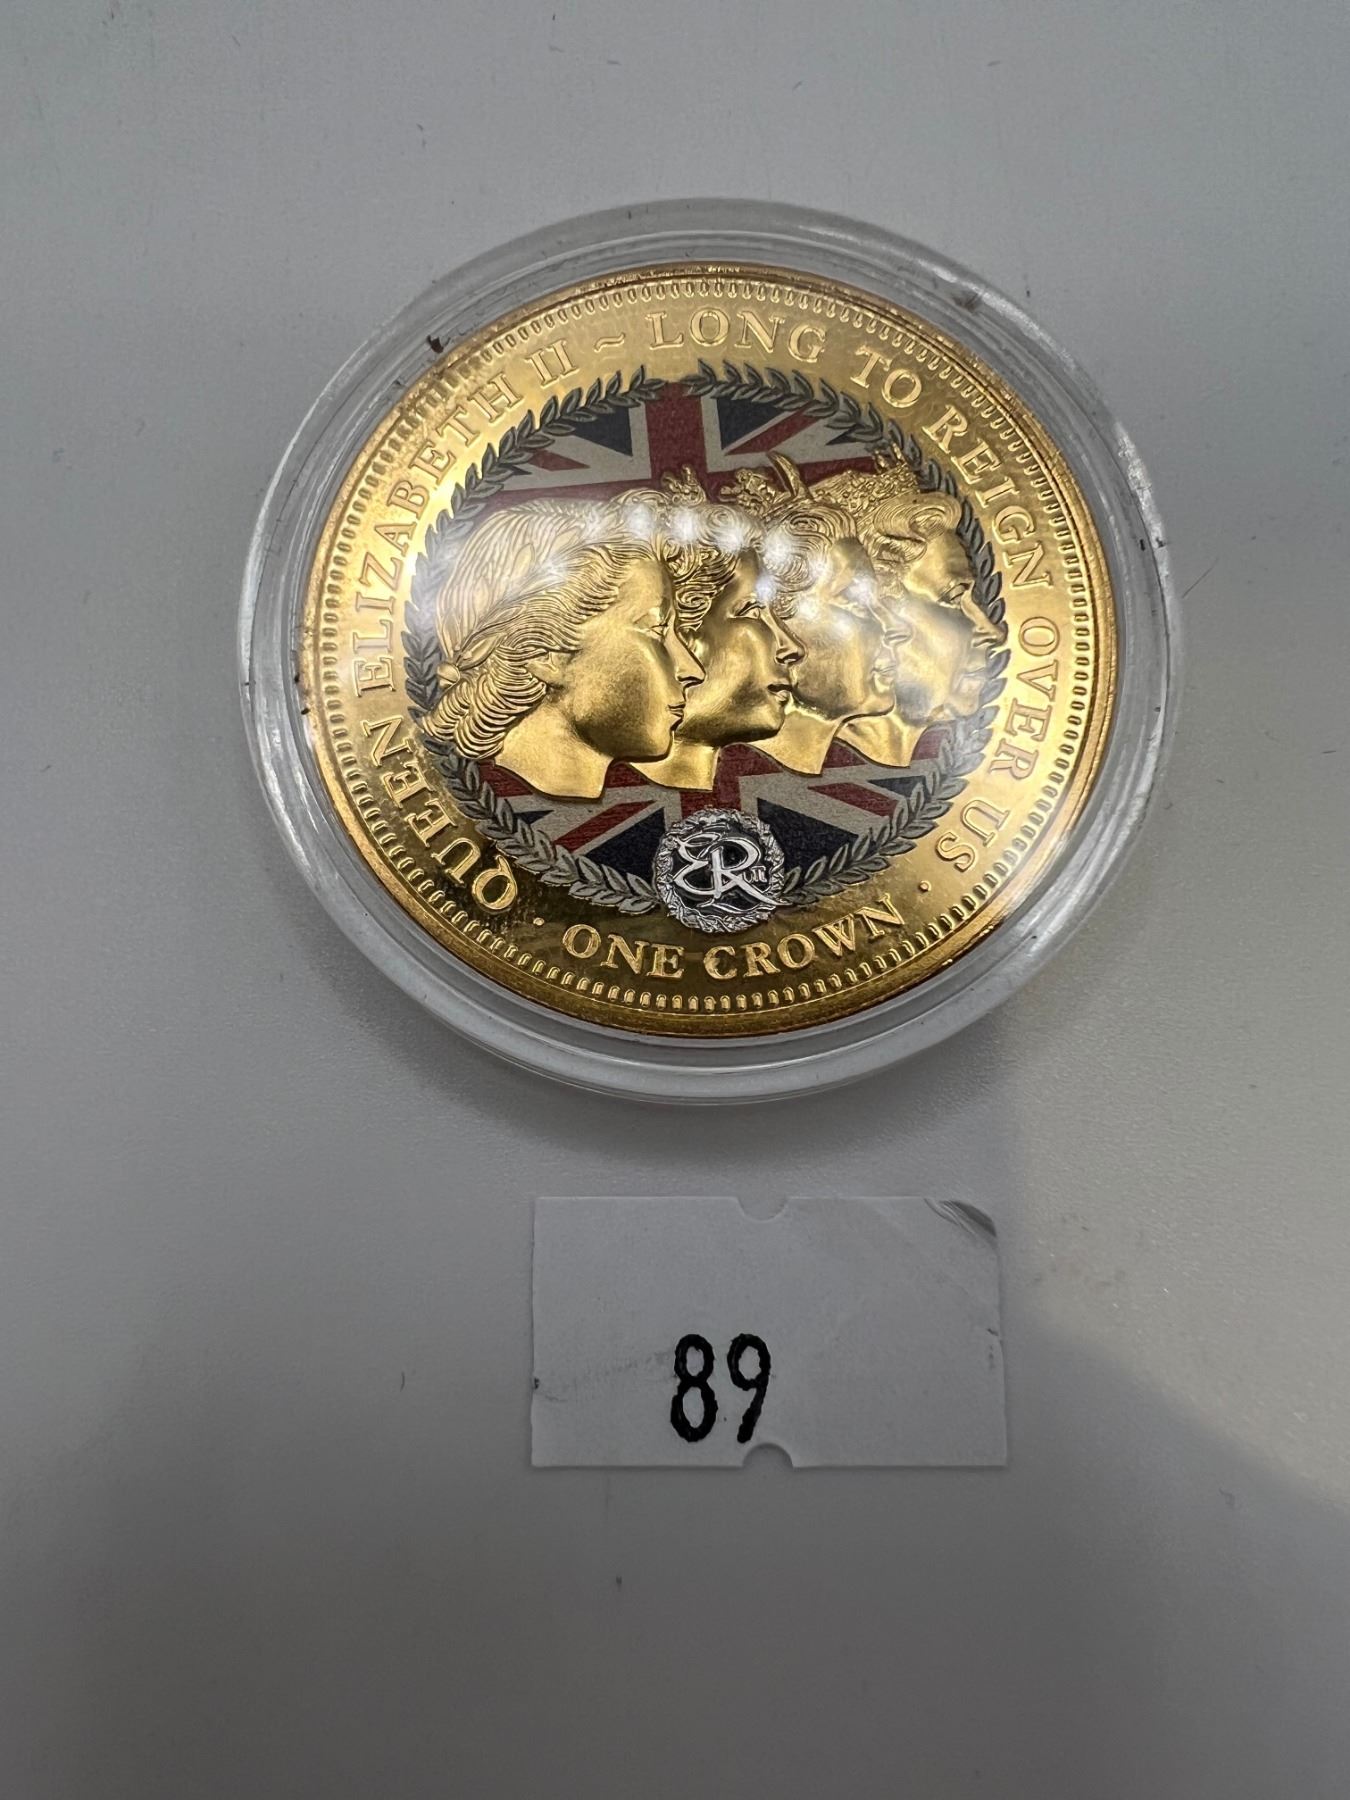 QUEEN ELIZABETH II ~ LONG TO REIGN OVER US
· ONE CROWN ·
ER II
89